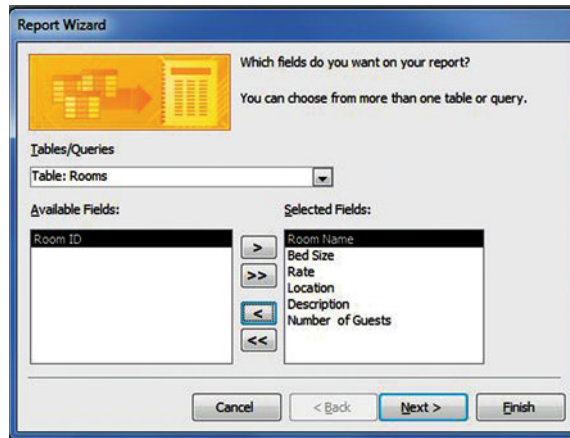 Report Wizard
Which fields do you want on your report?
You can choose from more than one table or query.
Tables/Queries
Table: Rooms
Available Fields:
Room ID
>
>>
<
<<
Selected Fields:
Room Name
Bed Size
Rate
Location
Description
Number of Guests
Cancel
< Back
Next >
Finish